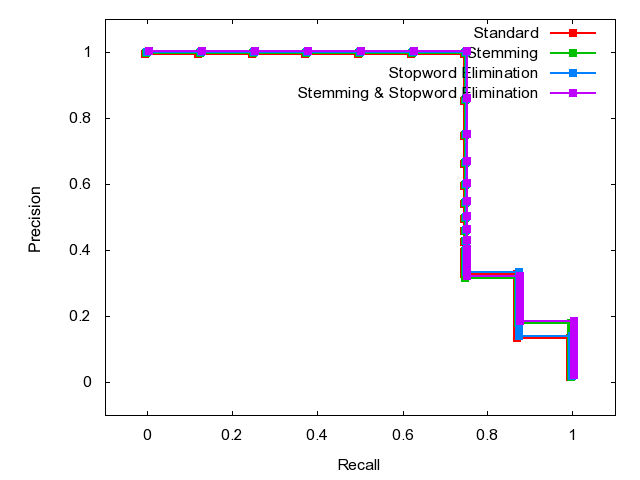 Standard
Stemming
Stopword Elimination
Stemming & Stopword Elimination
1
0.8
0.6
0.4
0.2
0
Precision
0 0.2 0.4 0.6 0.8 1
Recall